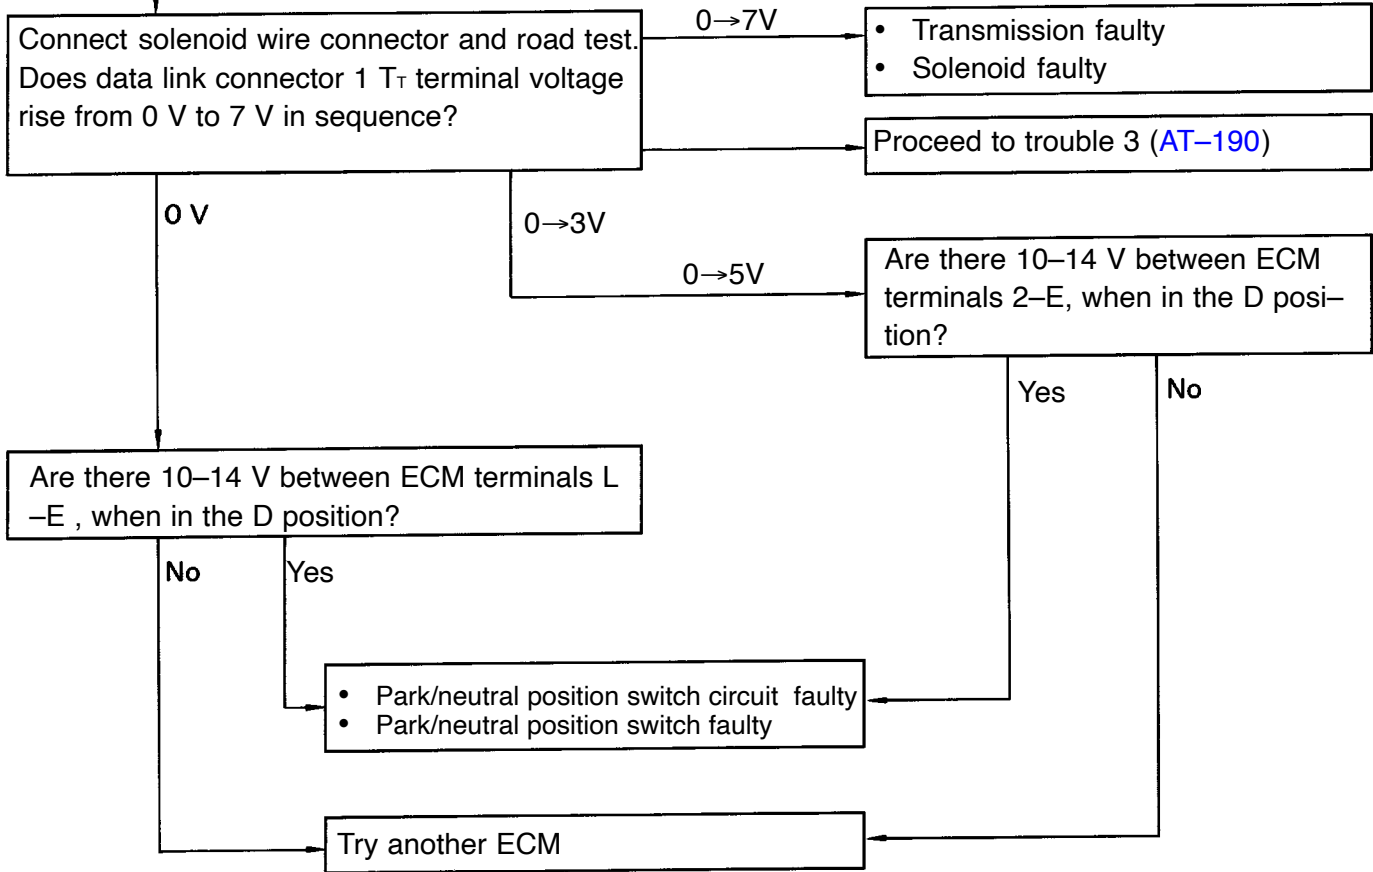 0→7V
Connect solenoid wire connector and road test.
Does data link connector 1 TT terminal voltage
rise from 0 V to 7 V in sequence?
• Transmission faulty
• Solenoid faulty
Proceed to trouble 3 (AT–190)
0 V
0→3V
0→5V
Are there 10–14 V between ECM
terminals 2–E, when in the D posi–
tion?
Yes
No
Are there 10–14 V between ECM terminals L
–E , when in the D position?
No
Yes
• Park/neutral position switch circuit faulty
• Park/neutral position switch faulty
Try another ECM